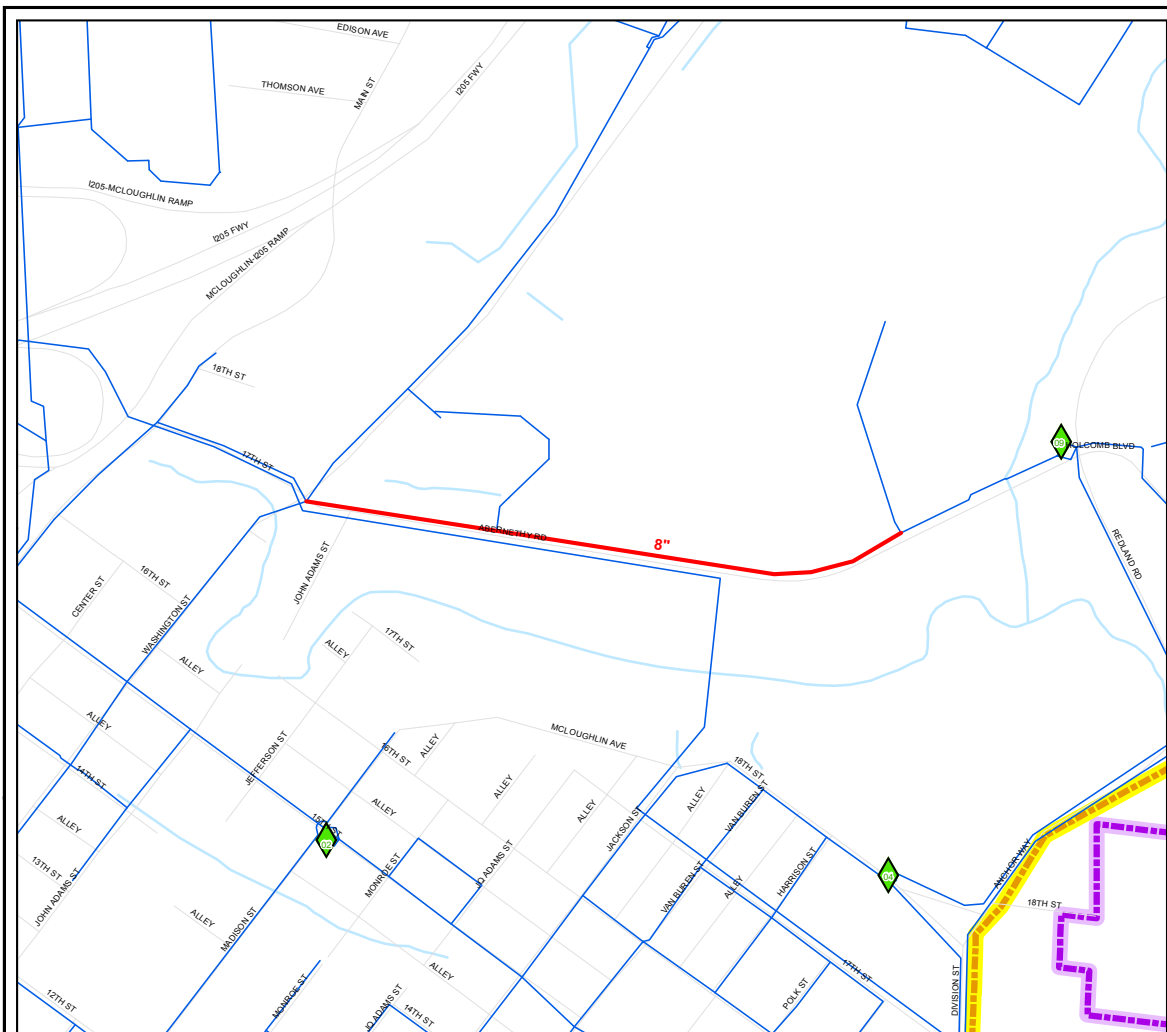 EDISON AVE
THOMSON AVE
MAIN ST
I205 FWY
I205-MCLOUGHLIN RAMP
I205 FWY
MCLOUGHLIN-I205 RAMP
18TH ST
17TH ST
09
HOLCOMB BLVD
ABERNETHY RD
8"
REDLAND RD
JOHN ADAMS ST
16TH ST
CENTER ST
WASHINGTON ST
17TH ST
ALLEY
ALLEY
ALLEY
MCLOUGHLIN AVE
16TH ST
ALLEY
JEFFERSON ST
14TH ST
18TH ST
ALLEY
ALLEY
ALLEY
ALLEY
VAN BUREN ST
ALLEY
15TH ST
02
JACKSON ST
13TH ST
JOHN ADAMS ST
MONROE ST
JQ ADAMS ST
HARRISON ST
04
ANCHOR WAY
VAN BUREN ST
ALLEY
18TH ST
ALLEY
MADISON ST
ALLEY
17TH ST
12TH ST
MONROE ST
JQ ADAMS ST
14TH ST
POLK ST
DIVISION ST